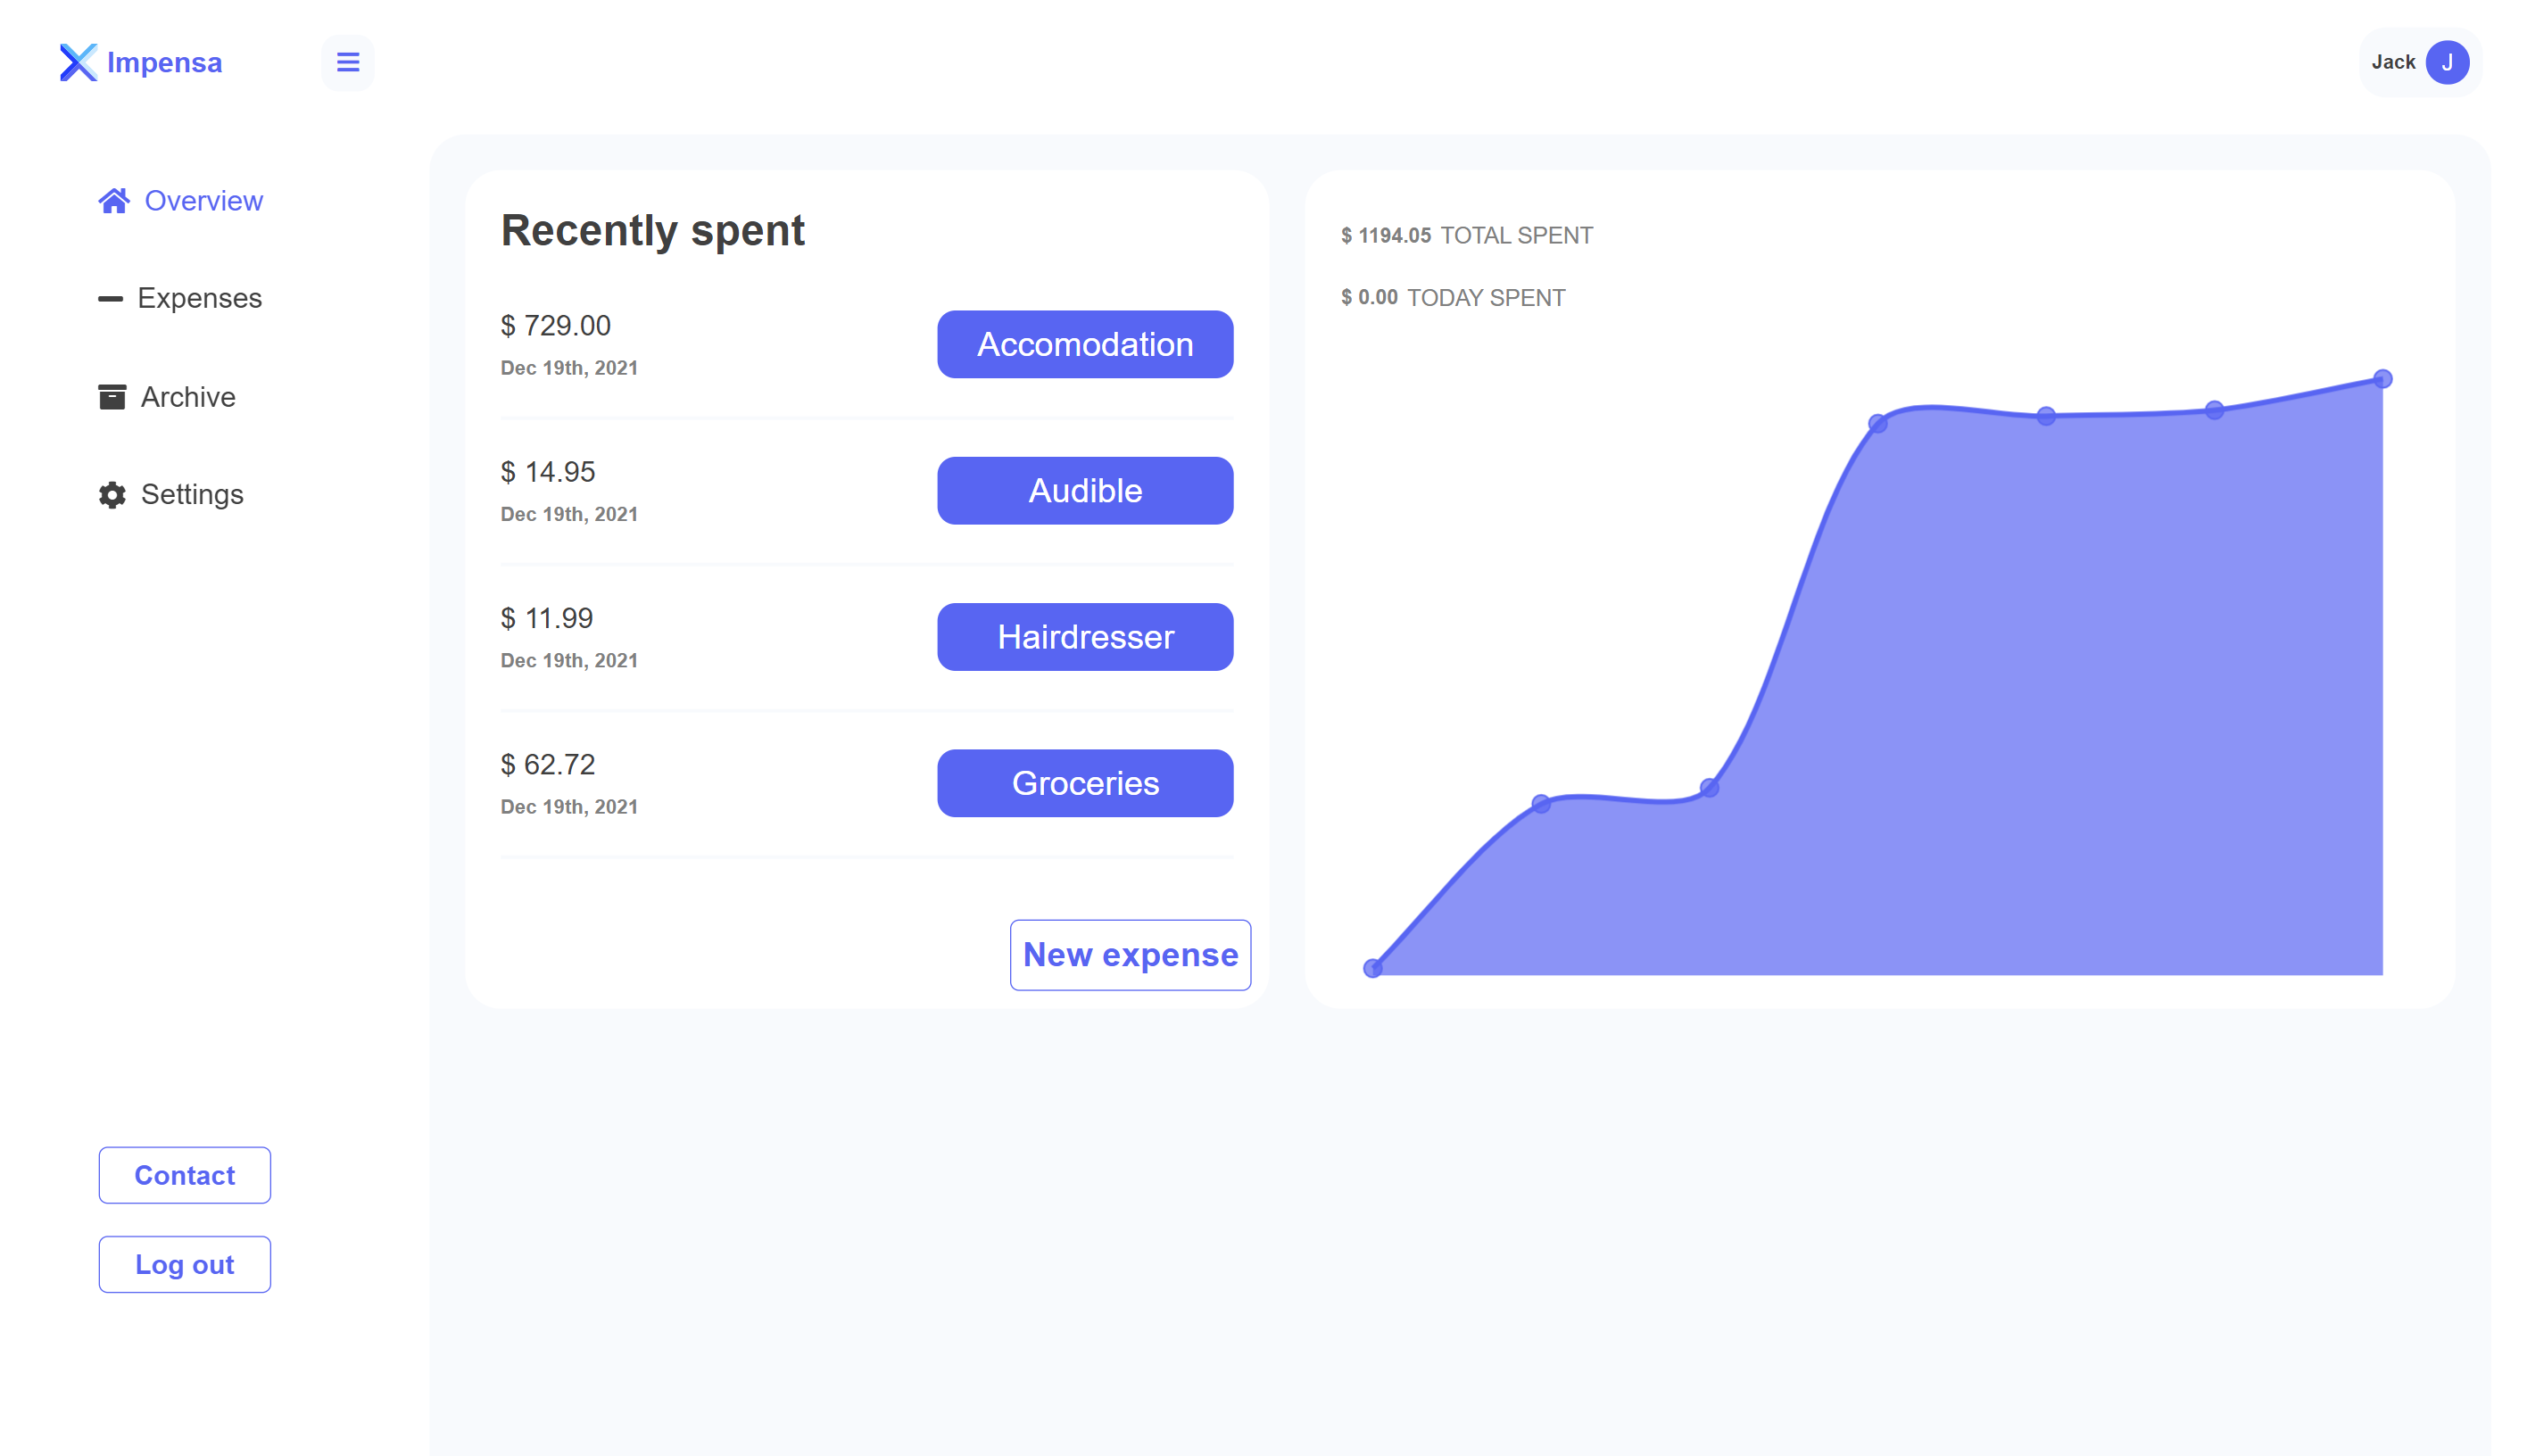 Impensa
Jack J
Overview
Expenses
Archive
Settings
Contact
Log out
Recently spent
$ 729.00
Dec 19th, 2021
Accomodation
$ 14.95
Dec 19th, 2021
Audible
$ 11.99
Dec 19th, 2021
Hairdresser
$ 62.72
Dec 19th, 2021
Groceries
New expense
$ 1194.05 TOTAL SPENT
$ 0.00 TODAY SPENT